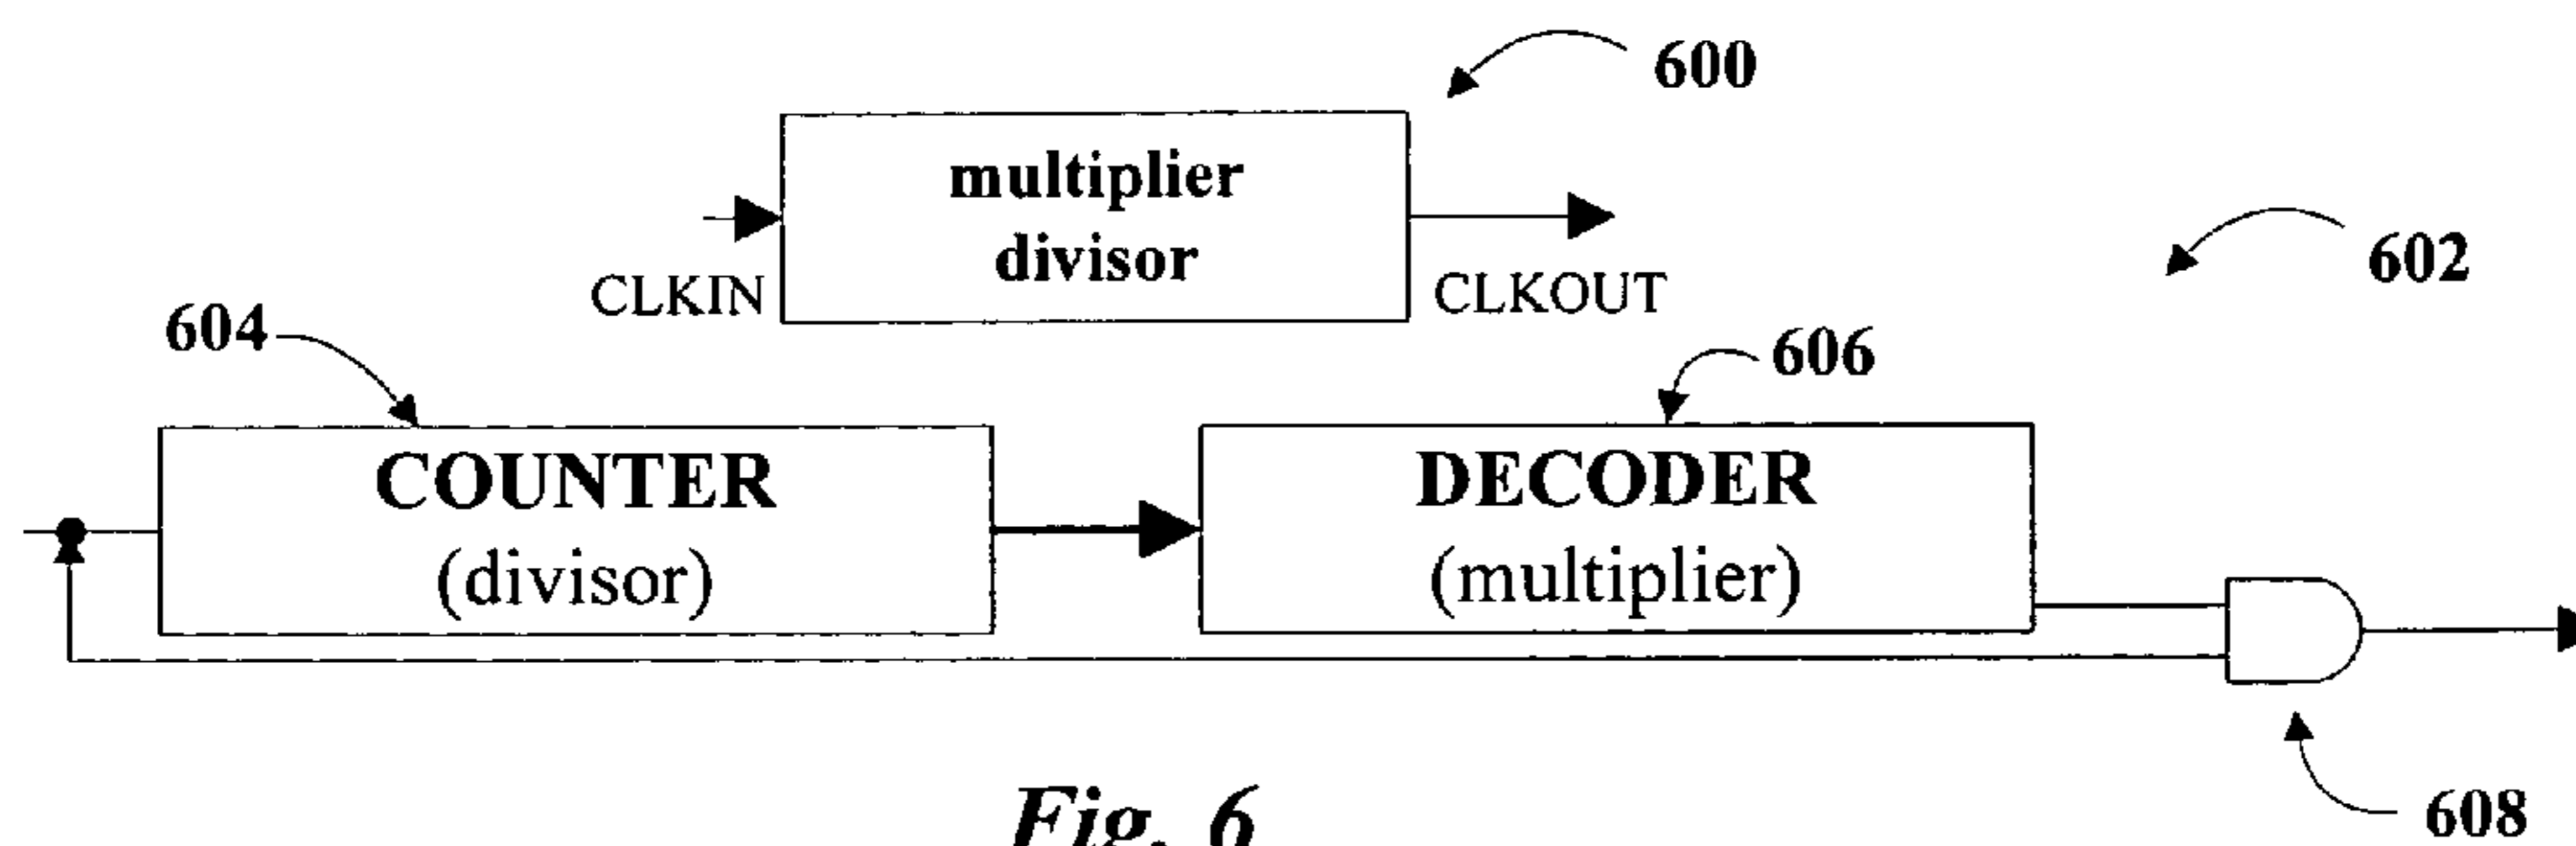 600
multiplier
divisor
602
CLKIN
CLKOUT
604
606
COUNTER
(divisor)
DECODER
(multiplier)
608
Fig. 6